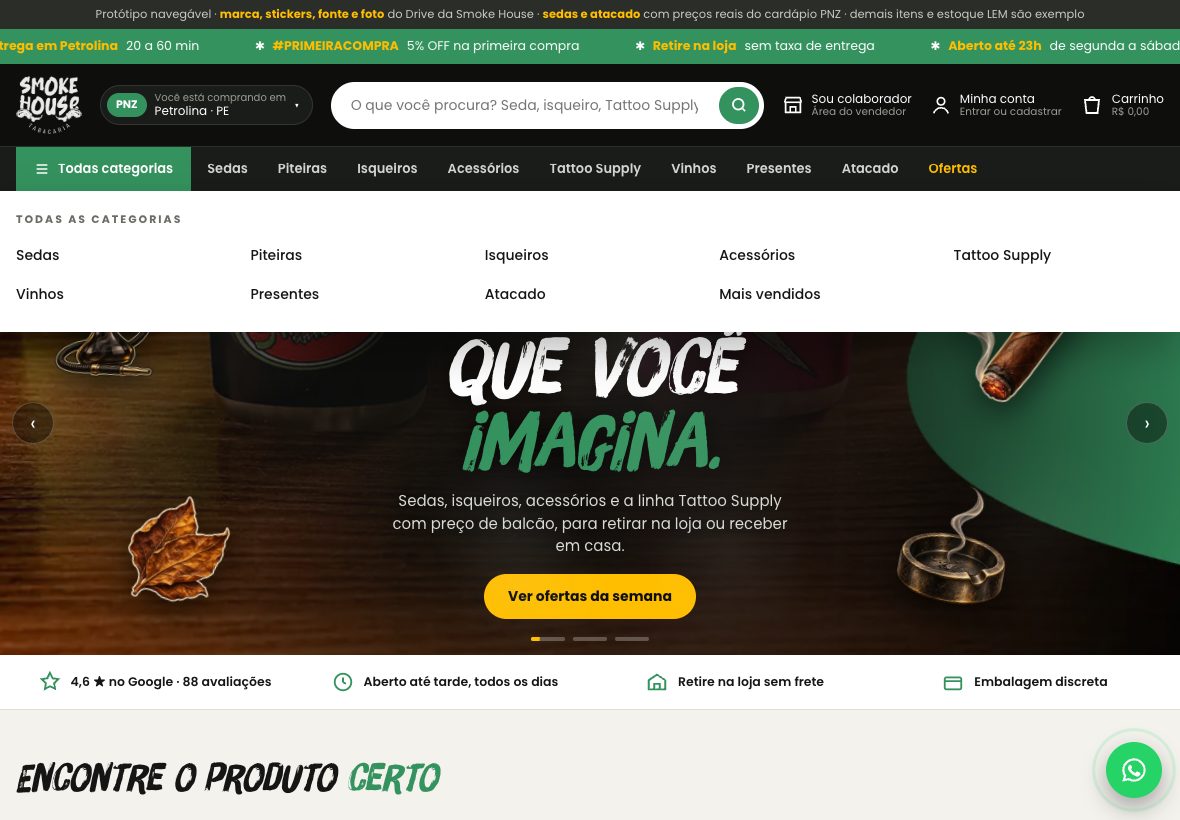 Protótipo navegável · marca, stickers, fonte e foto do Drive da Smoke House · sedas e atacado com preços reais do cardápio PNZ · demais itens e estoque LEM são exemplo
trega em Petrolina 20 a 60 min ✱ #PRIMEIRACOMPRA 5% OFF na primeira compra ✱ Retire na loja sem taxa de entrega ✱ Aberto até 23h de segunda a sábad
SMOKE
HOUSE
TABACARIA
PNZ
Você está comprando em
Petrolina · PE
O que você procura? Seda, isqueiro, Tattoo Supply
Sou colaborador
Área do vendedor
Minha conta
Entrar ou cadastrar
Carrinho
R$ 0,00
Todas categorias Sedas Piteiras Isqueiros Acessórios Tattoo Supply Vinhos Presentes Atacado Ofertas
TODAS AS CATEGORIAS
Sedas Piteiras Isqueiros Acessórios Tattoo Supply
Vinhos Presentes Atacado Mais vendidos
QUE VOCÊ
IMAGINA.
Sedas, isqueiros, acessórios e a linha Tattoo Supply
com preço de balcão, para retirar na loja ou receber
em casa.
Ver ofertas da semana
4,6 ★ no Google · 88 avaliações Aberto até tarde, todos os dias Retire na loja sem frete Embalagem discreta
ENCONTRE O PRODUTO CERTO